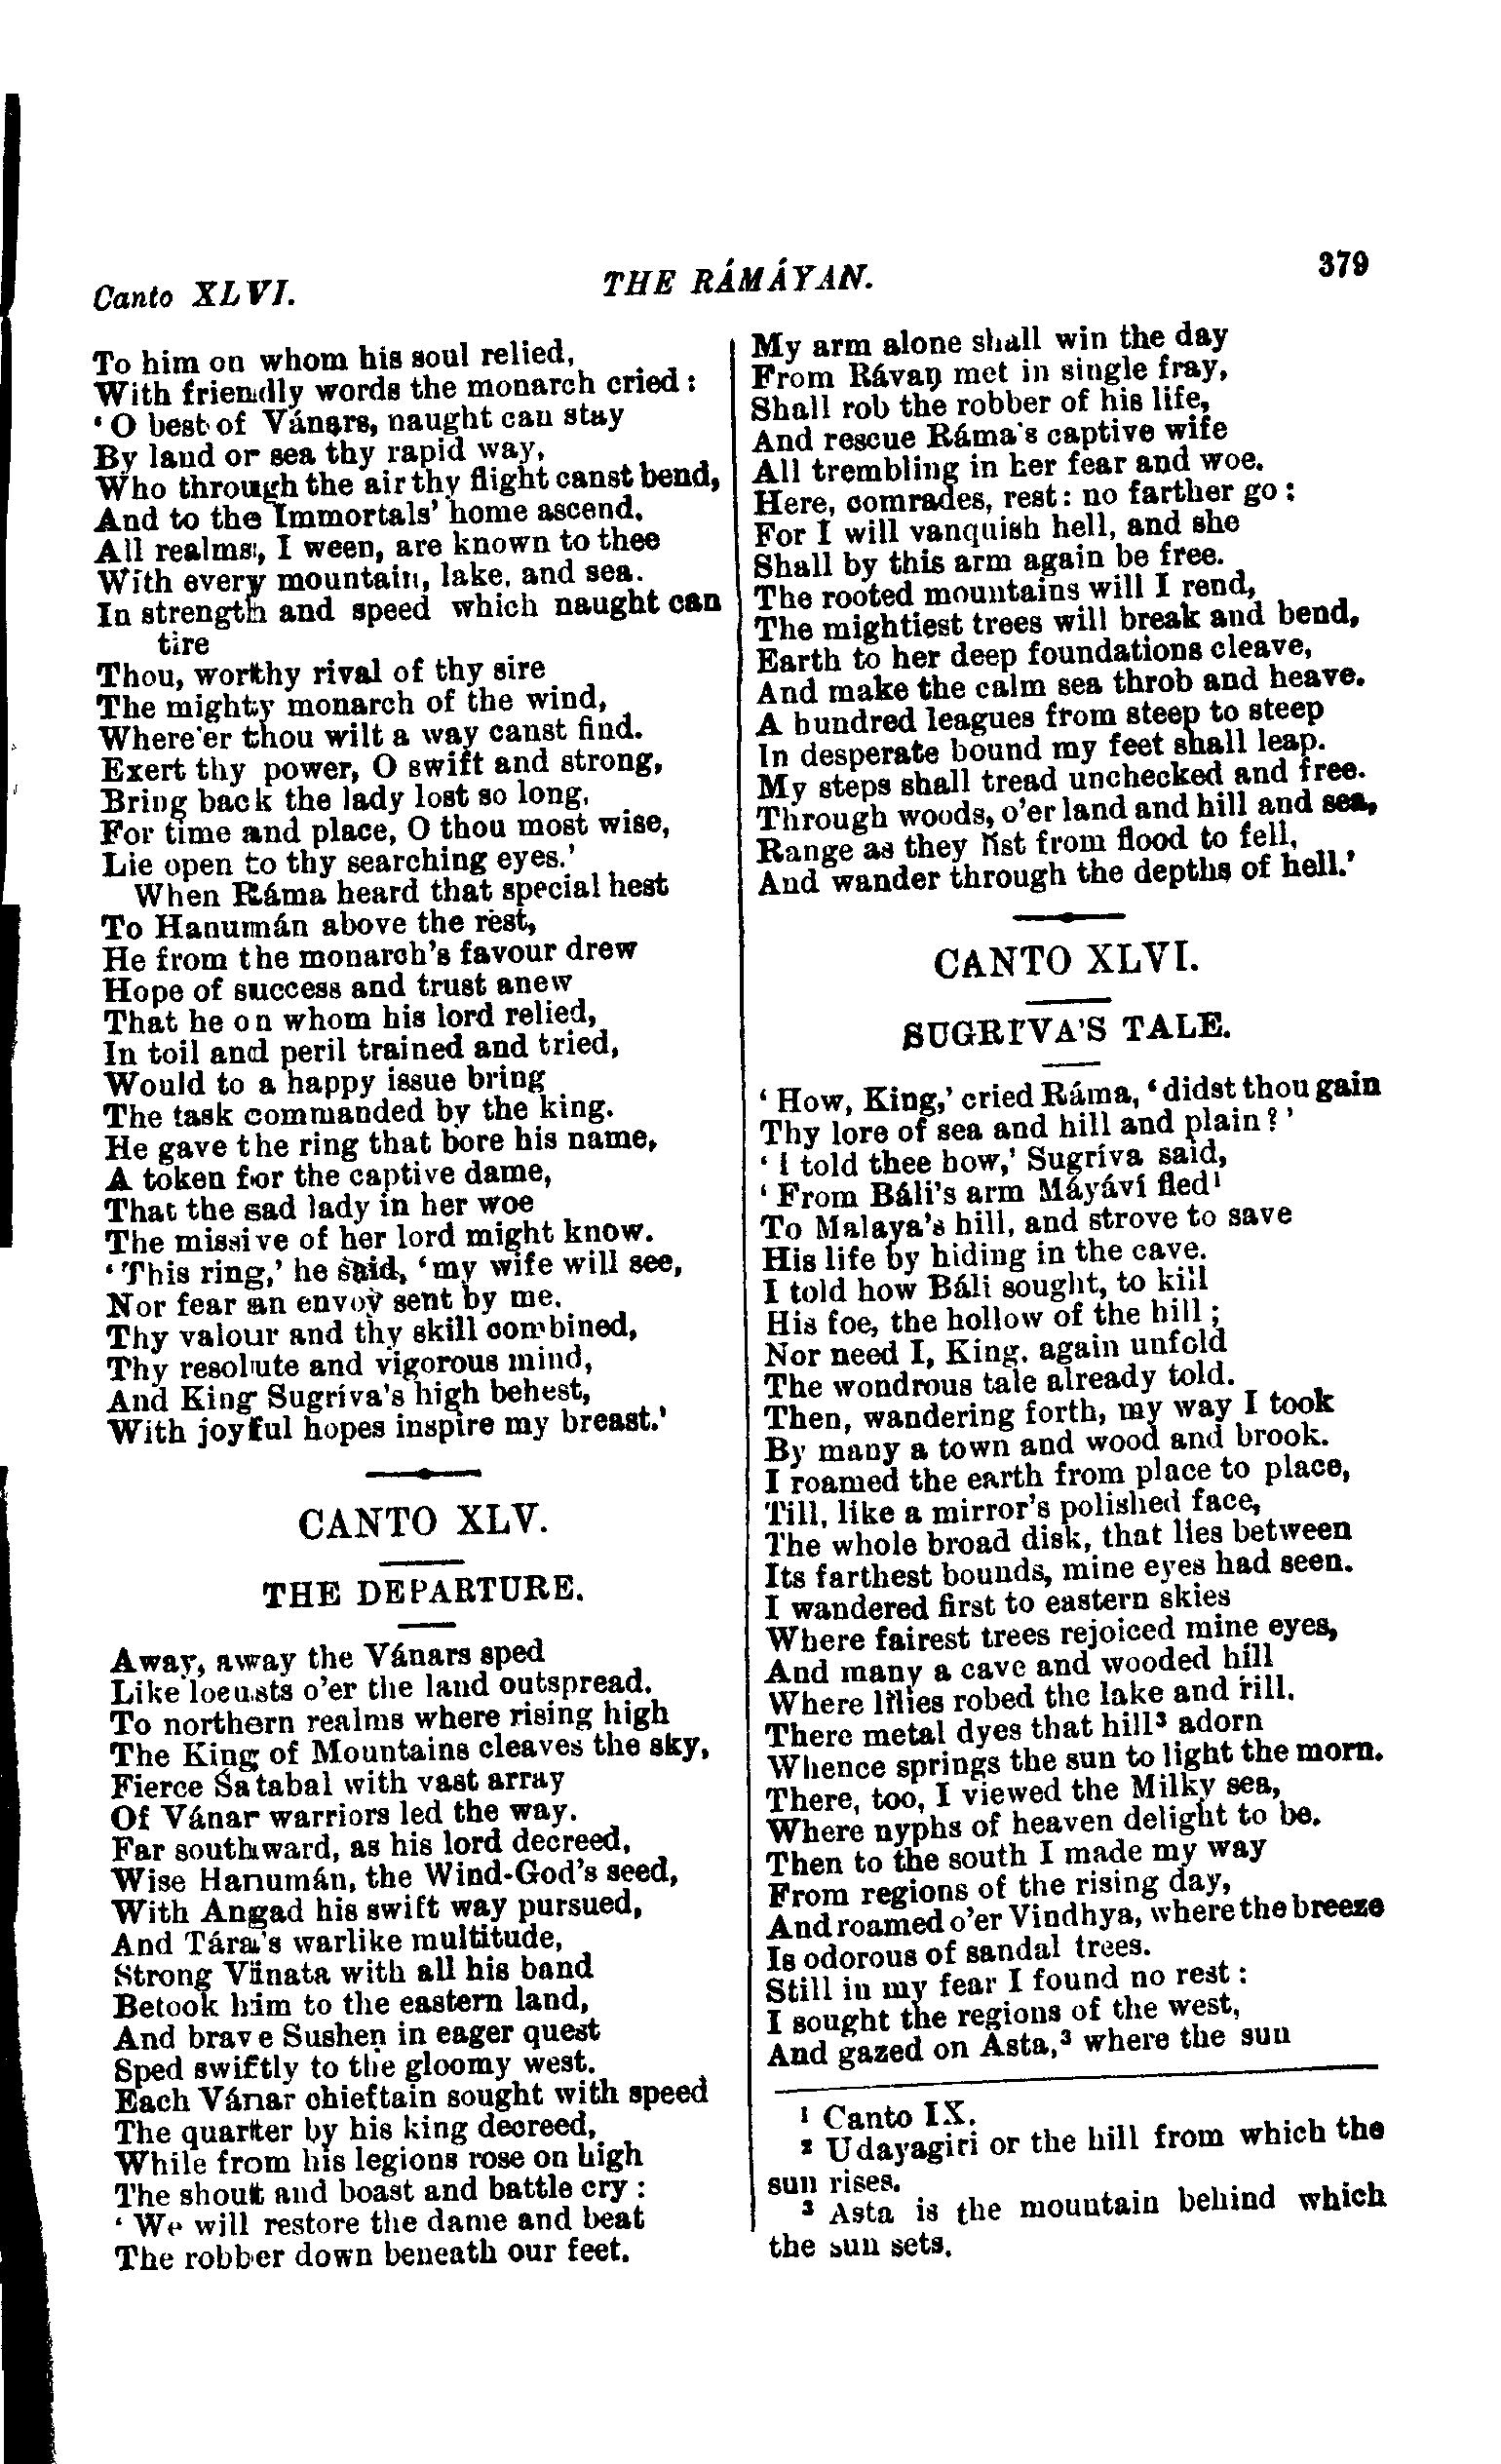 Canto XLVI.
THE RÁMÁYAN.
379
To him on whom his soul relied,
With friendly words the monarch cried:
‘O best of Vánars, naught can stay
By land or sea thy rapid way,
Who through the air thy flight canst bend,
And to the Immortals’ home ascend.
All realms, I ween, are known to thee
With every mountain, lake, and sea.
In strength and speed which naught can
tire
Thou, worthy rival of thy sire
The mighty monarch of the wind,
Where'er thou wilt a way canst find.
Exert thy power, O swift and strong,
Bring back the lady lost so long,
For time and place, O thou most wise,
Lie open to thy searching eyes.’
When Ráma heard that special hest
To Hanumán above the rest,
He from the monarch's favour drew
Hope of success and trust anew
That he on whom his lord relied,
In toil and peril trained and tried,
Would to a happy issue bring
The task commanded by the king.
He gave the ring that bore his name,
A token for the captive dame,
That the sad lady in her woe
The missive of her lord might know.
‘This ring,’ he said, ‘my wife will see,
Nor fear an envoy sent by me.
Thy valour and thy skill combined,
Thy resolute and vigorous mind,
And King Sugríva's high behest,
With joyful hopes inspire my breast.’
CANTO XLV.
THE DEPARTURE.
Away, away the Vánars sped
Like locusts o'er the land outspread.
To northern realms where rising high
The King of Mountains cleaves the sky,
Fierce Śatabal with vast array
Of Vánar warriors led the way.
Far southward, as his lord decreed,
Wise Hanumán, the Wind-God's seed,
With Angad his swift way pursued,
And Tára's warlike multitude,
Strong Vinata with all his band
Betook him to the eastern land,
And brave Susheṇ in eager quest
Sped swiftly to the gloomy west.
Each Vánar chieftain sought with speed
The quarter by his king decreed,
While from his legions rose on high
The shout and boast and battle cry:
‘We will restore the dame and beat
The robber down beneath our feet.
My arm alone shall win the day
From Rávaṇ met in single fray,
Shall rob the robber of his life,
And rescue Ráma's captive wife
All trembling in her fear and woe.
Here, comrades, rest: no farther go:
For I will vanquish hell, and she
Shall by this arm again be free.
The rooted mountains will I rend,
The mightiest trees will break and bend,
Earth to her deep foundations cleave,
And make the calm sea throb and heave.
A hundred leagues from steep to steep
In desperate bound my feet shall leap.
My steps shall tread unchecked and free.
Through woods, o'er land and hill and sea,
Range as they list from flood to fell,
And wander through the depths of hell.’
CANTO XLVI.
SUGRÍVA'S TALE.
‘How, King,’ cried Ráma, ‘didst thou gain
Thy lore of sea and hill and plain?’
‘I told thee how,’ Sugríva said,
‘From Báli's arm Máyáví fled¹
To Malaya's hill, and strove to save
His life by hiding in the cave.
I told how Báli sought, to kill
His foe, the hollow of the hill;
Nor need I, King, again unfold
The wondrous tale already told.
Then, wandering forth, my way I took
By many a town and wood and brook.
I roamed the earth from place to place,
Till, like a mirror's polished face,
The whole broad disk, that lies between
Its farthest bounds, mine eyes had seen.
I wandered first to eastern skies
Where fairest trees rejoiced mine eyes,
And many a cave and wooded hill
Where lilies robed the lake and rill.
There metal dyes that hill³ adorn
Whence springs the sun to light the morn.
There, too, I viewed the Milky sea,
Where nyphs of heaven delight to be.
Then to the south I made my way
From regions of the rising day,
And roamed o'er Vindhya, where the breeze
Is odorous of sandal trees.
Still in my fear I found no rest:
I sought the regions of the west,
And gazed on Asta,³ where the sun
¹ Canto IX.
² Udayagiri or the hill from which the
sun rises.
³ Asta is the mountain behind which
the sun sets.